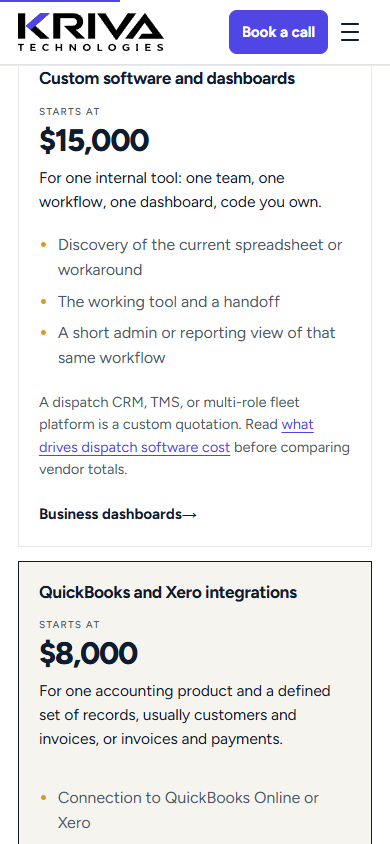 KRIVA
TECHNOLOGIES
Book a call
Custom software and dashboards
STARTS AT
$15,000
For one internal tool: one team, one
workflow, one dashboard, code you own.
Discovery of the current spreadsheet or
workaround
The working tool and a handoff
A short admin or reporting view of that
same workflow
A dispatch CRM, TMS, or multi-role fleet
platform is a custom quotation. Read what
drives dispatch software cost before comparing
vendor totals.
Business dashboards→
QuickBooks and Xero integrations
STARTS AT
$8,000
For one accounting product and a defined
set of records, usually customers and
invoices, or invoices and payments.
Connection to QuickBooks Online or
Xero